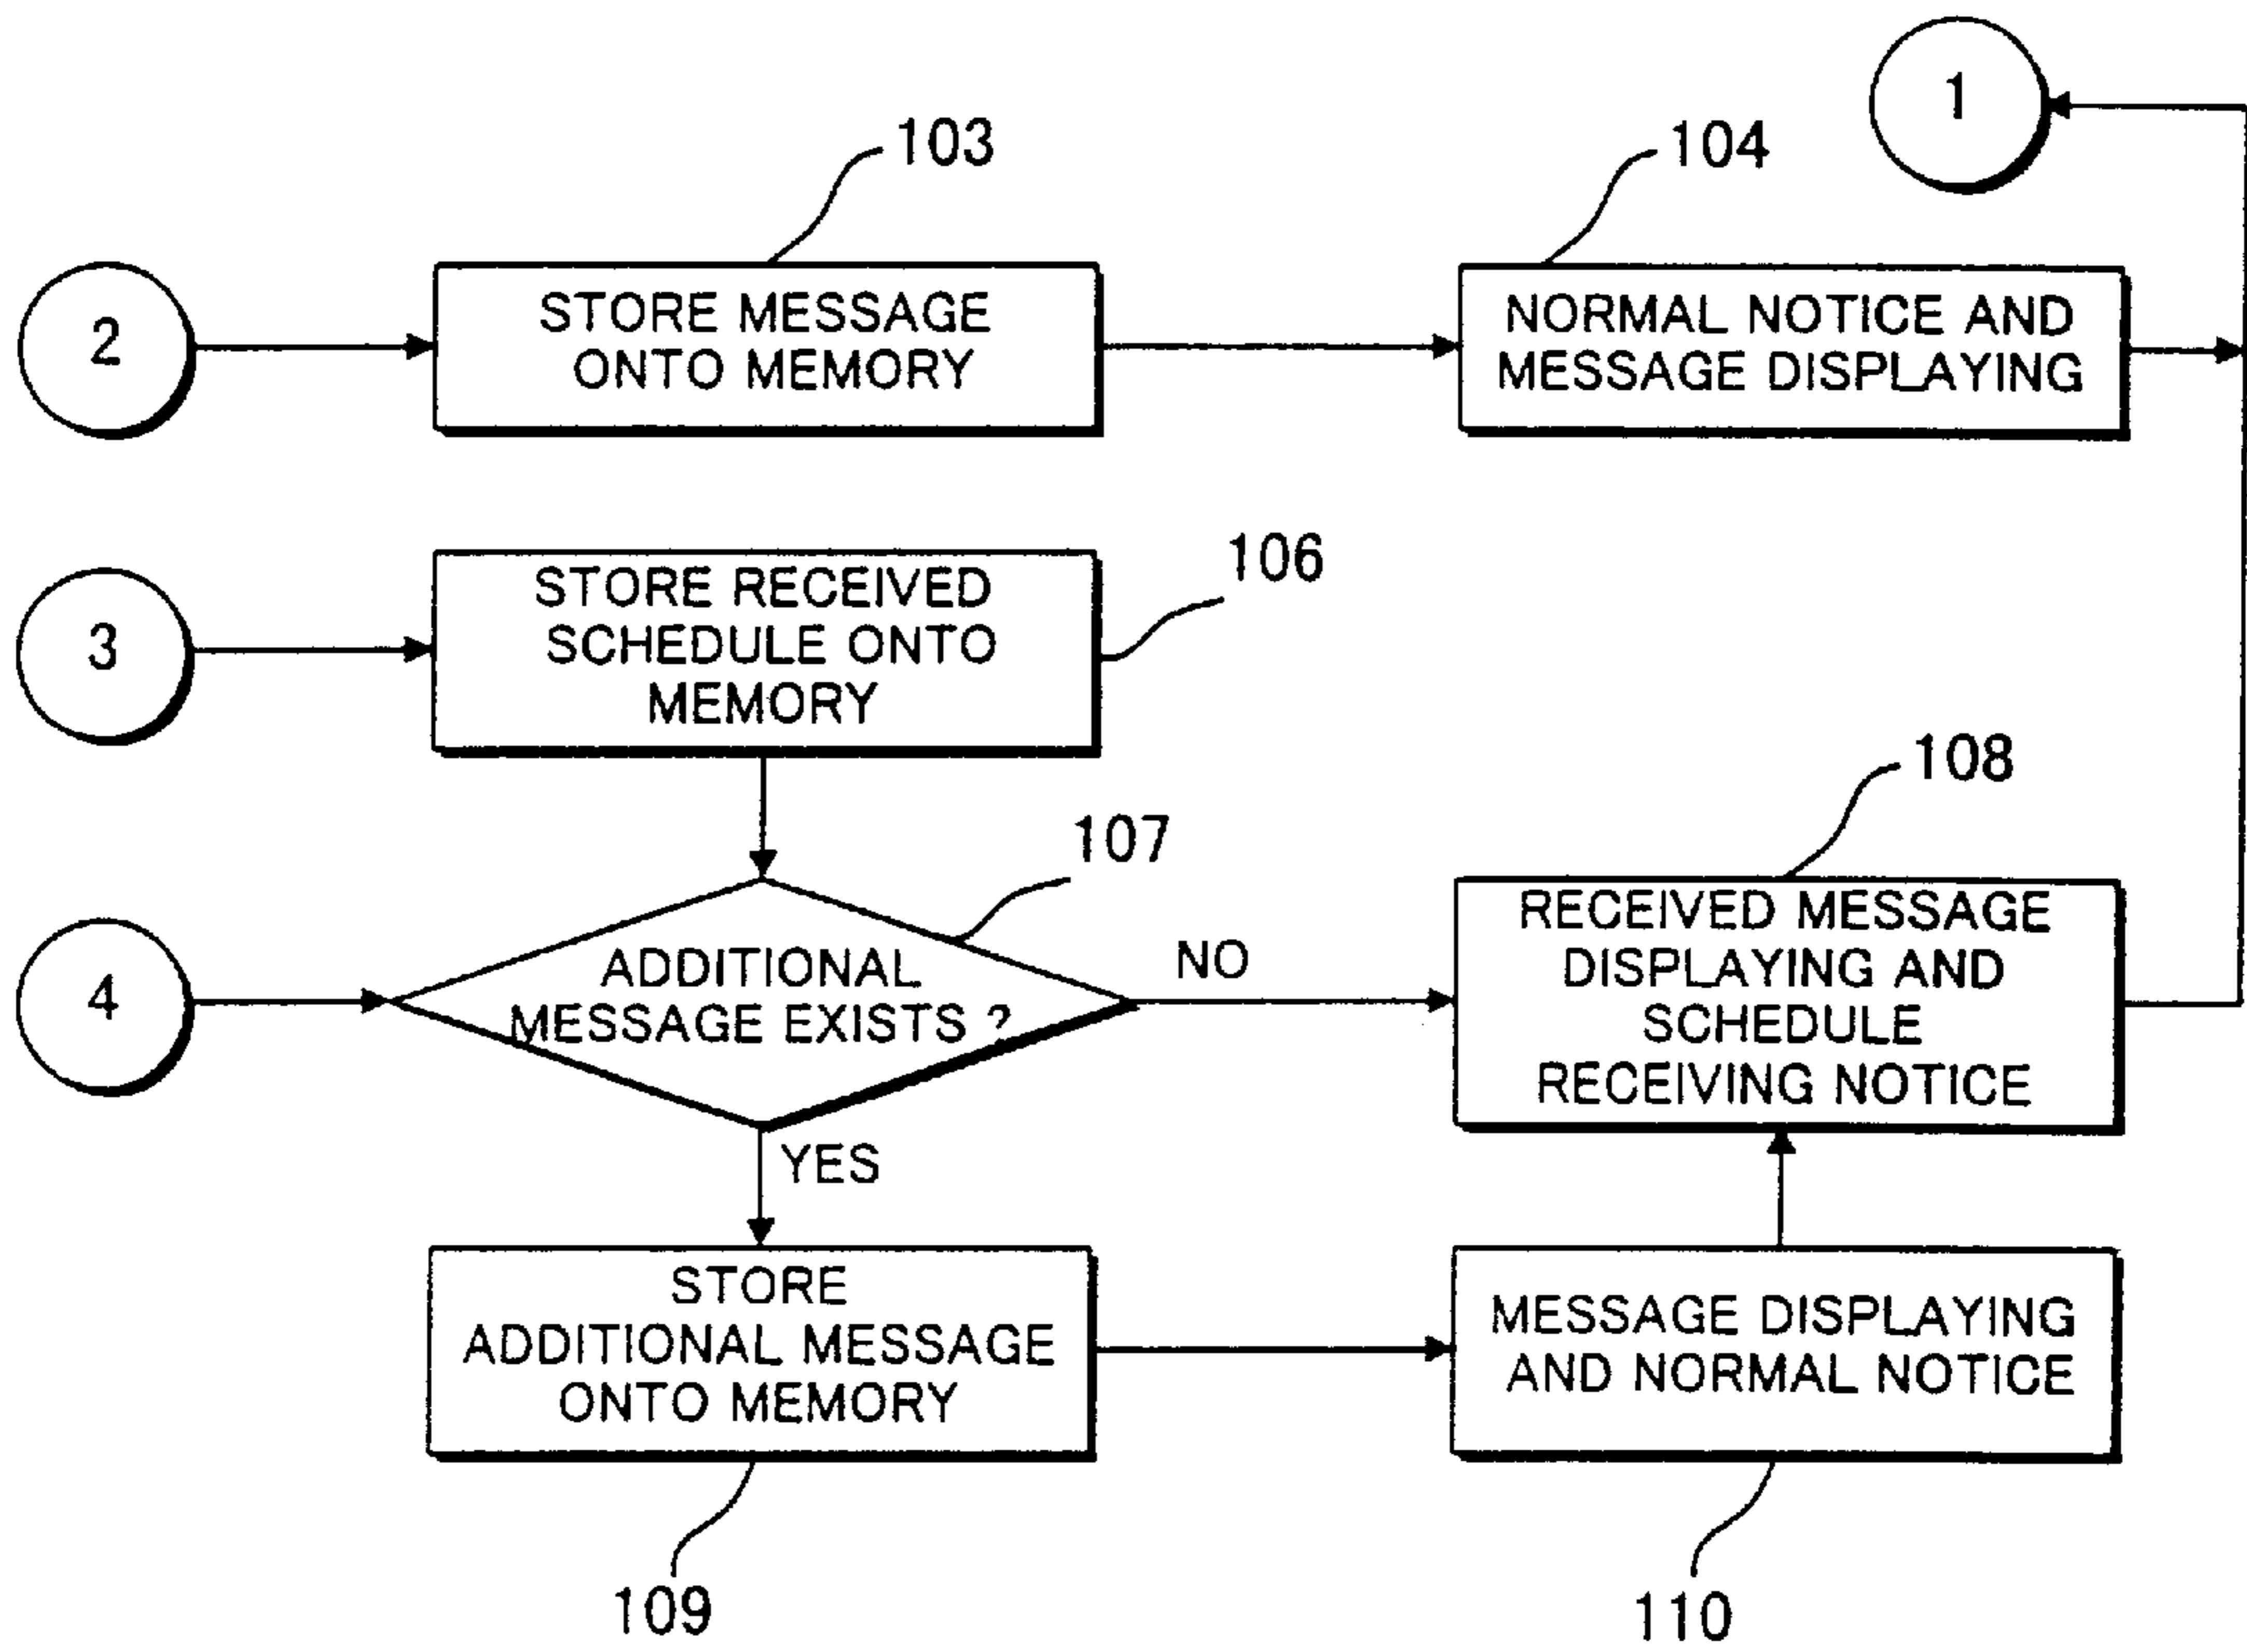 1
103
104
2
STORE MESSAGE
ONTO MEMORY
NORMAL NOTICE AND
MESSAGE DISPLAYING
3
STORE RECEIVED
SCHEDULE ONTO
MEMORY
106
107
108
4
ADDITIONAL
MESSAGE EXISTS ?
NO
RECEIVED MESSAGE
DISPLAYING AND
SCHEDULE
RECEIVING NOTICE
YES
STORE
ADDITIONAL MESSAGE
ONTO MEMORY
MESSAGE DISPLAYING
AND NORMAL NOTICE
109
110